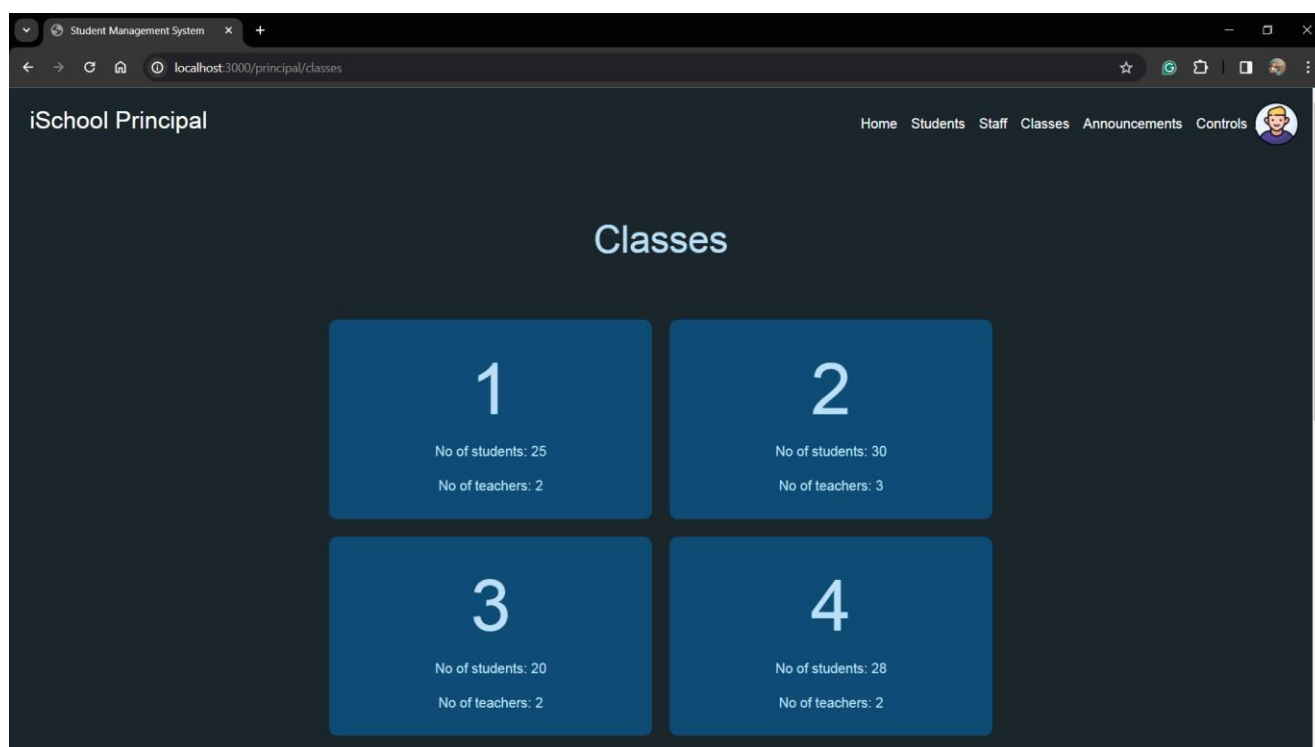 Student Management System
localhost:3000/principal/classes
iSchool Principal
Home Students Staff Classes Announcements Controls
Classes
1
No of students: 25
No of teachers: 2
2
No of students: 30
No of teachers: 3
3
No of students: 20
No of teachers: 2
4
No of students: 28
No of teachers: 2